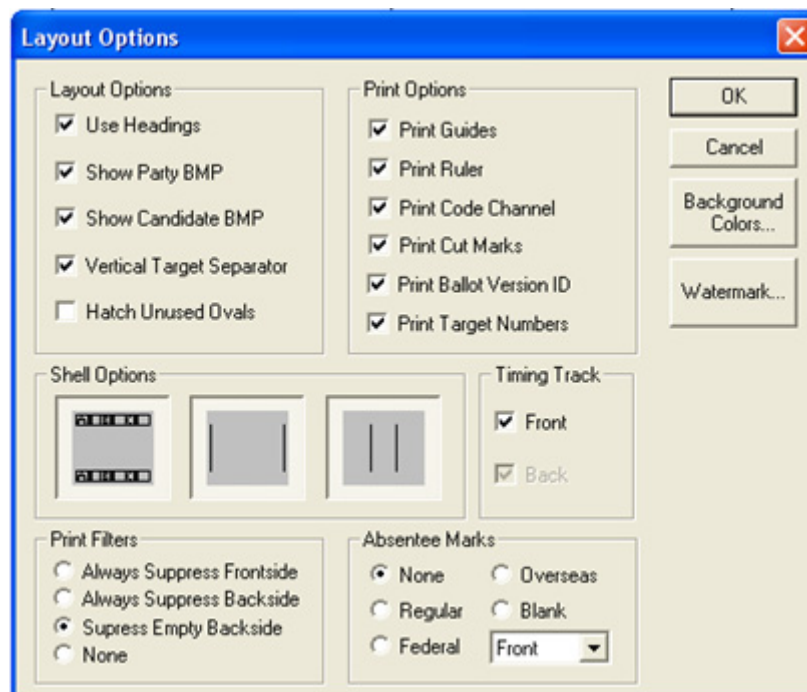 Layout Options
Layout Options
Use Headings
Show Party BMP
Show Candidate BMP
Vertical Target Separator
Hatch Unused Ovals
Print Options
Print Guides
Print Ruler
Print Code Channel
Print Cut Marks
Print Ballot Version ID
Print Target Numbers
OK
Cancel
Background
Colors...
Watermark...
Shell Options
Timing Track
Front
Back
Print Filters
Always Suppress Frontside
Always Suppress Backside
Supress Empty Backside
None
Absentee Marks
None
Overseas
Regular
Blank
Federal
Front